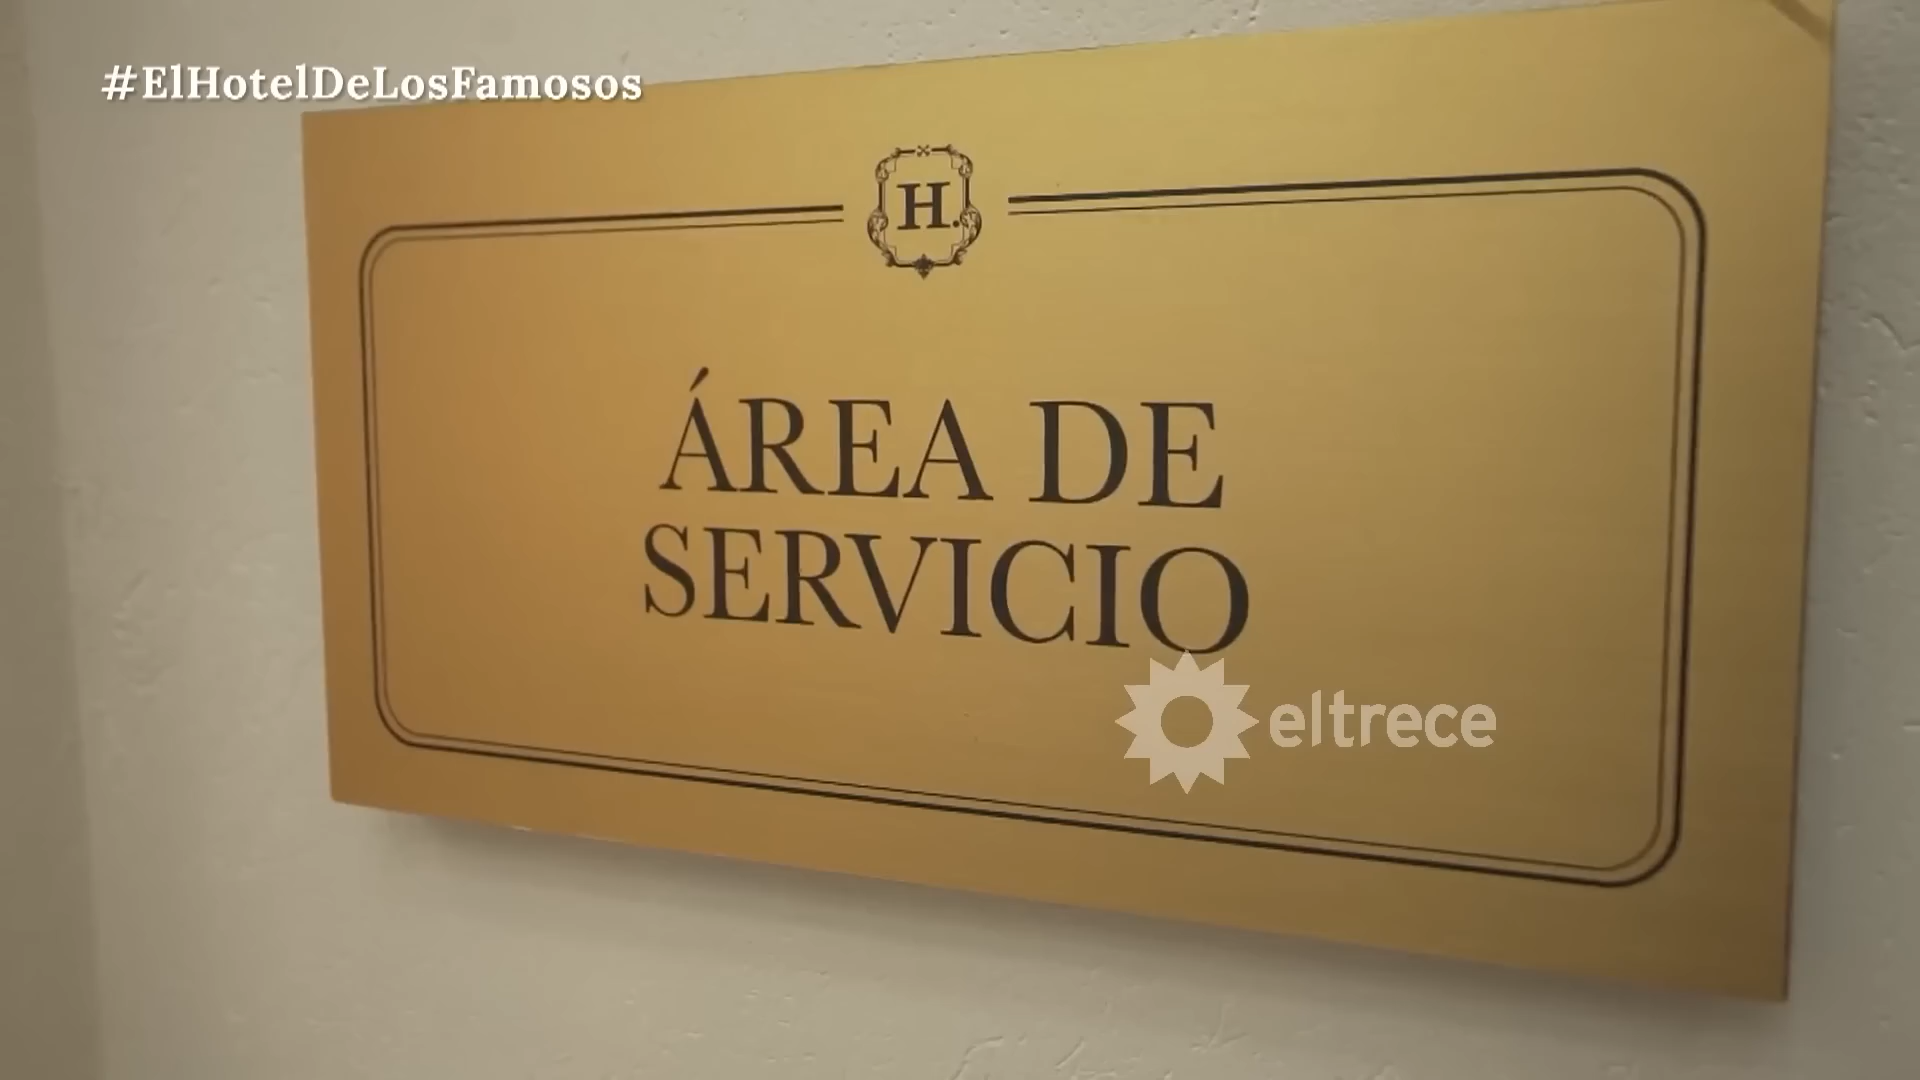 #ElHotelDeLosFamosos
H.
ÁREA DE
SERVICIO
eltrece